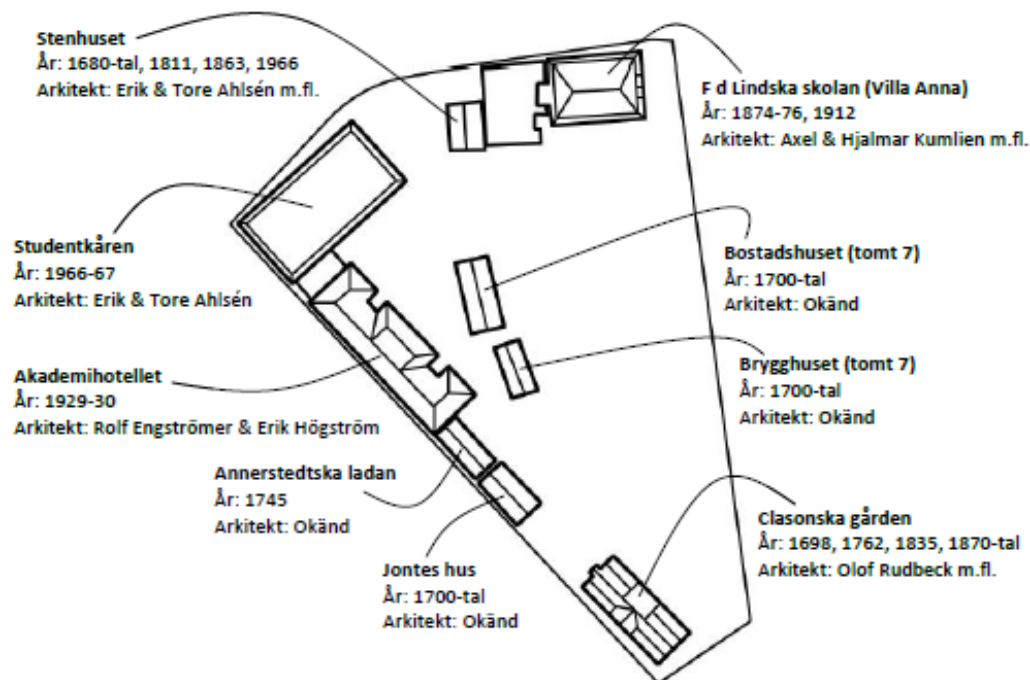 Stenhuset
År: 1680-tal, 1811, 1863, 1966
Arkitekt: Erik & Tore Ahlsén m.fl.
F d Lindska skolan (Villa Anna)
År: 1874-76, 1912
Arkitekt: Axel & Hjalmar Kumlien m.fl.
Studentkåren
År: 1966-67
Arkitekt: Erik & Tore Ahlsén
Bostadshuset (tomt 7)
År: 1700-tal
Arkitekt: Okänd
Akademihotellet
År: 1929-30
Arkitekt: Rolf Engströmer & Erik Högström
Brygghuset (tomt 7)
År: 1700-tal
Arkitekt: Okänd
Annerstedtska ladan
År: 1745
Arkitekt: Okänd
Clasonska gården
År: 1698, 1762, 1835, 1870-tal
Arkitekt: Olof Rudbeck m.fl.
Jontes hus
År: 1700-tal
Arkitekt: Okänd